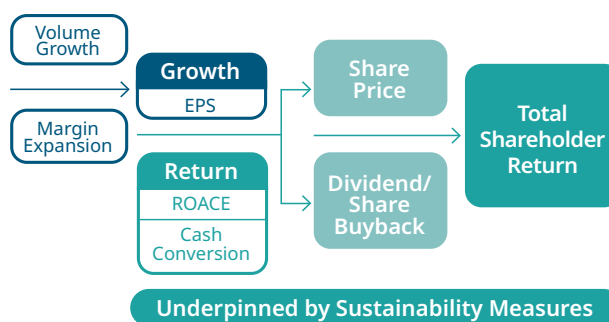 Volume
Growth
Margin
Expansion
Growth
EPS
Return
ROACE
Cash
Conversion
Share
Price
Dividend/
Share
Buyback
Total
Shareholder
Return
Underpinned by Sustainability Measures